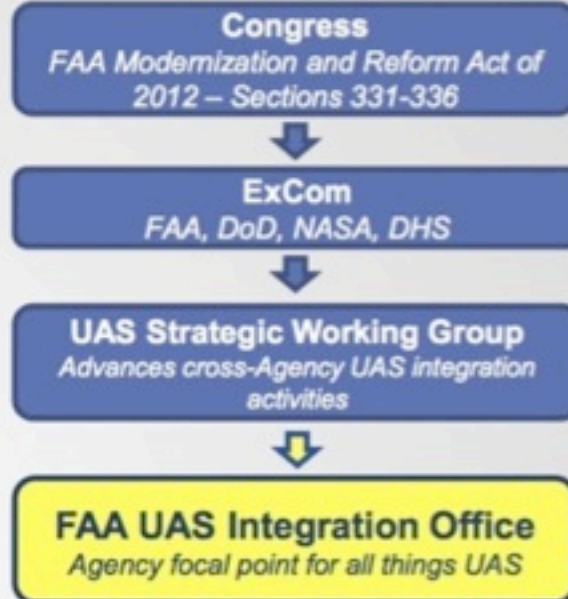 Congress
FAA Modernization and Reform Act of
2012 – Sections 331-336
ExCom
FAA, DoD, NASA, DHS
UAS Strategic Working Group
Advances cross-Agency UAS integration
activities
FAA UAS Integration Office
Agency focal point for all things UAS